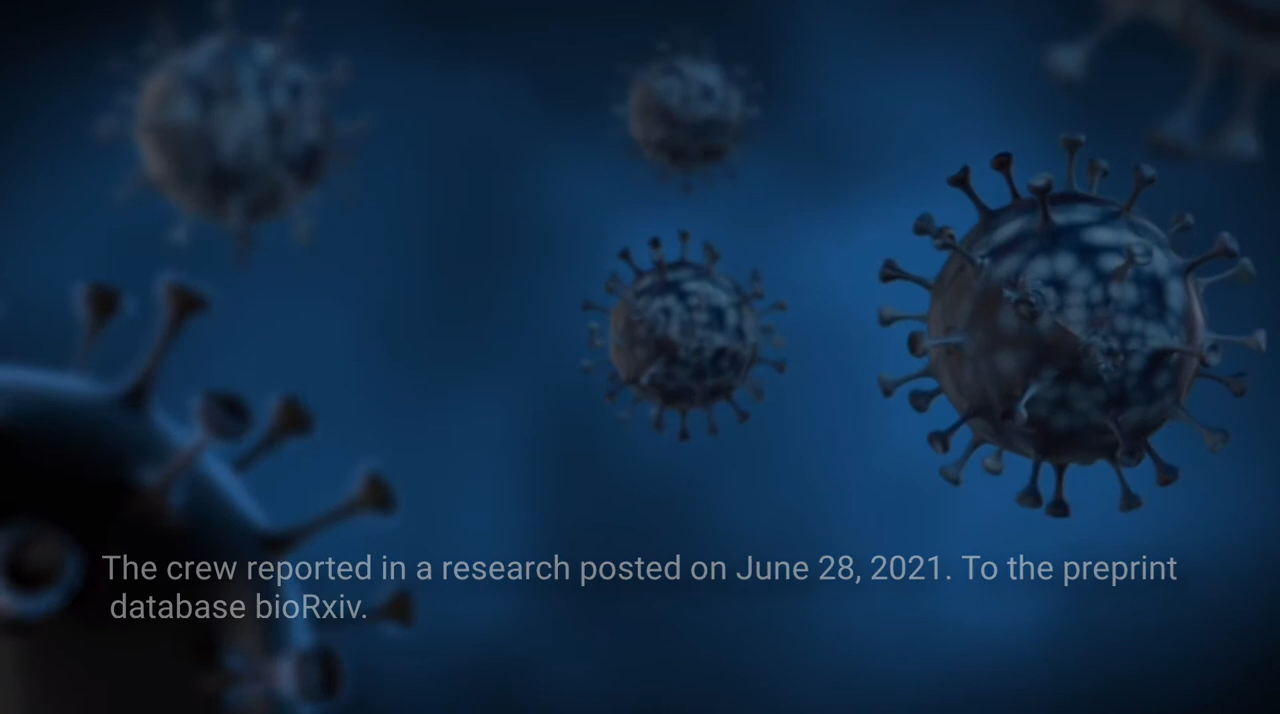 The crew reported in a research posted on June 28, 2021. To the preprint
database bioRxiv.